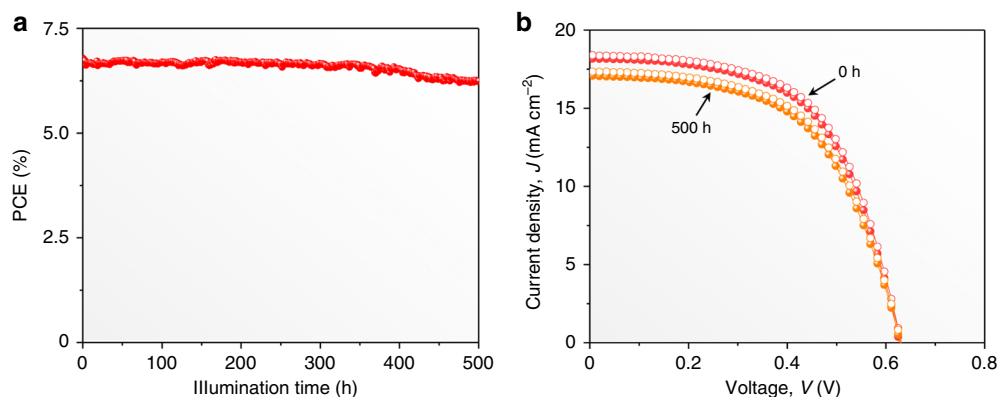 a
7.5
5.0
2.5
0
PCE (%)
0
100
200
300
400
500
Illumination time (h)
b
20
15
10
5
0
Current density, J (mA cm⁻²)
0 h
500 h
0
0.2
0.4
0.6
0.8
Voltage, V (V)